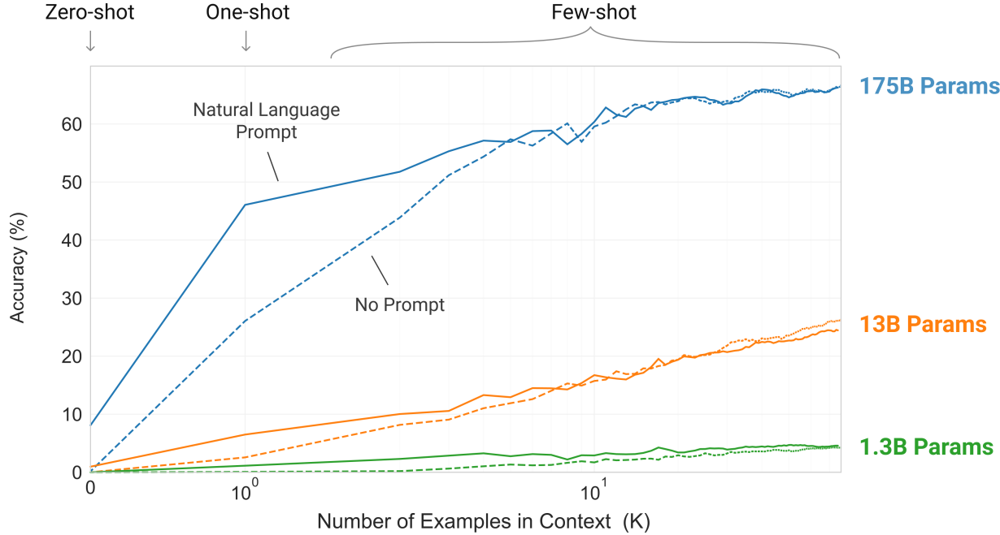 Zero-shot
One-shot
Few-shot
175B Params
Natural Language
Prompt
60
50
Accuracy (%)
40
No Prompt
30
13B Params
20
10
1.3B Params
0
0
10⁰
10¹
Number of Examples in Context (K)